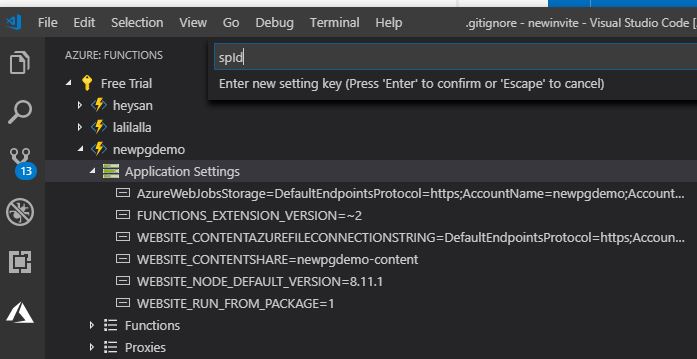 File Edit Selection View Go Debug Terminal Help .gitignore - newinvite - Visual Studio Code [
AZURE: FUNCTIONS
spId
Enter new setting key (Press 'Enter' to confirm or 'Escape' to cancel)
Free Trial
heysan
lalilalla
newpgdemo
13
Application Settings
AzureWebJobsStorage=DefaultEndpointsProtocol=https;AccountName=newpgdemo;Account...
FUNCTIONS_EXTENSION_VERSION=~2
WEBSITE_CONTENTAZUREFILECONNECTIONSTRING=DefaultEndpointsProtocol=https;Accoun...
WEBSITE_CONTENTSHARE=newpgdemo-content
WEBSITE_NODE_DEFAULT_VERSION=8.11.1
WEBSITE_RUN_FROM_PACKAGE=1
Functions
Proxies